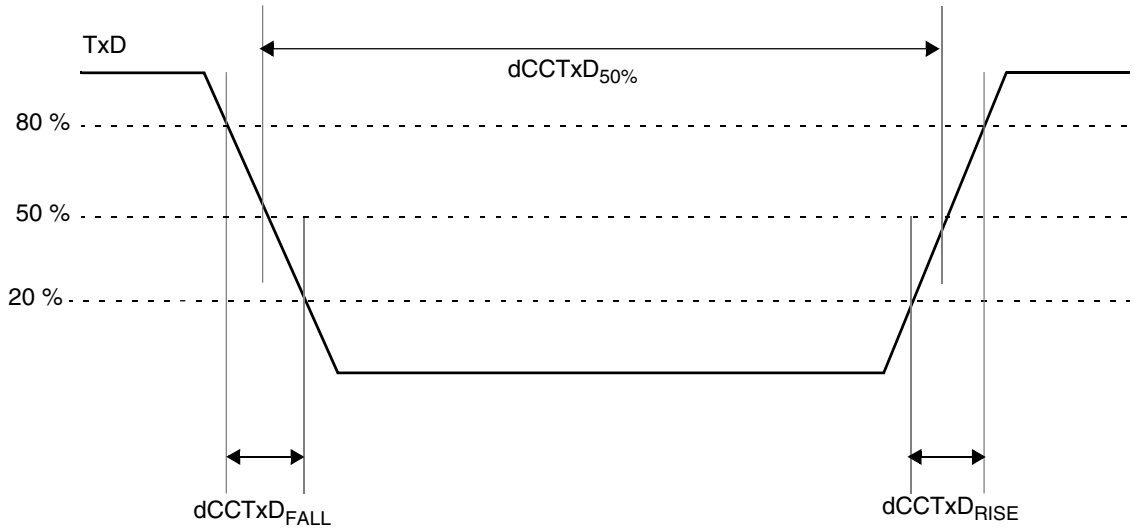 TxD
dCCTxD50%
80 %
50 %
20 %
dCCTxDFALL
dCCTxDRISE